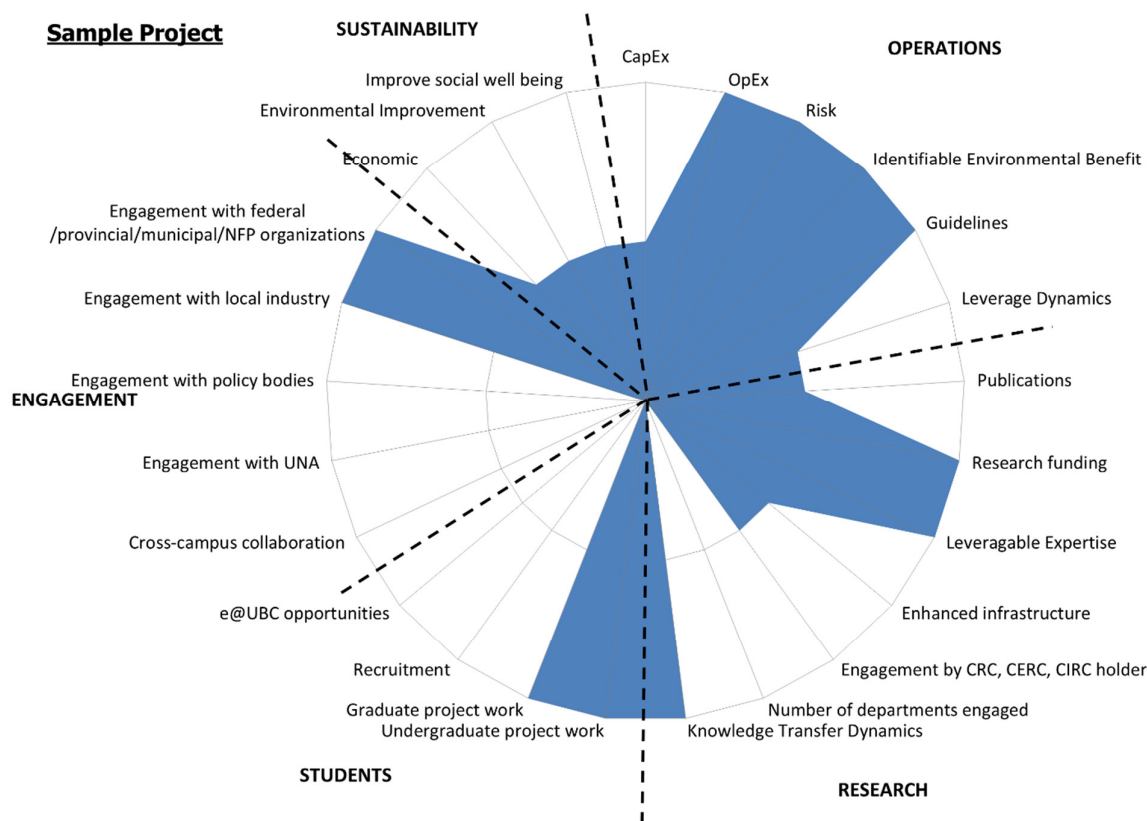 Sample Project
SUSTAINABILITY
OPERATIONS
CapEx
OpEx
Risk
Identifiable Environmental Benefit
Guidelines
Leverage Dynamics
Publications
Research funding
Leveragable Expertise
Enhanced infrastructure
Engagement by CRC, CERC, CIRC holder
Number of departments engaged
Knowledge Transfer Dynamics
RESEARCH
Undergraduate project work
Graduate project work
Recruitment
e@UBC opportunities
STUDENTS
Cross-campus collaboration
Engagement with UNA
ENGAGEMENT
Engagement with policy bodies
Engagement with local industry
Engagement with federal
/provincial/municipal/NFP organizations
Economic
Environmental Improvement
Improve social well being